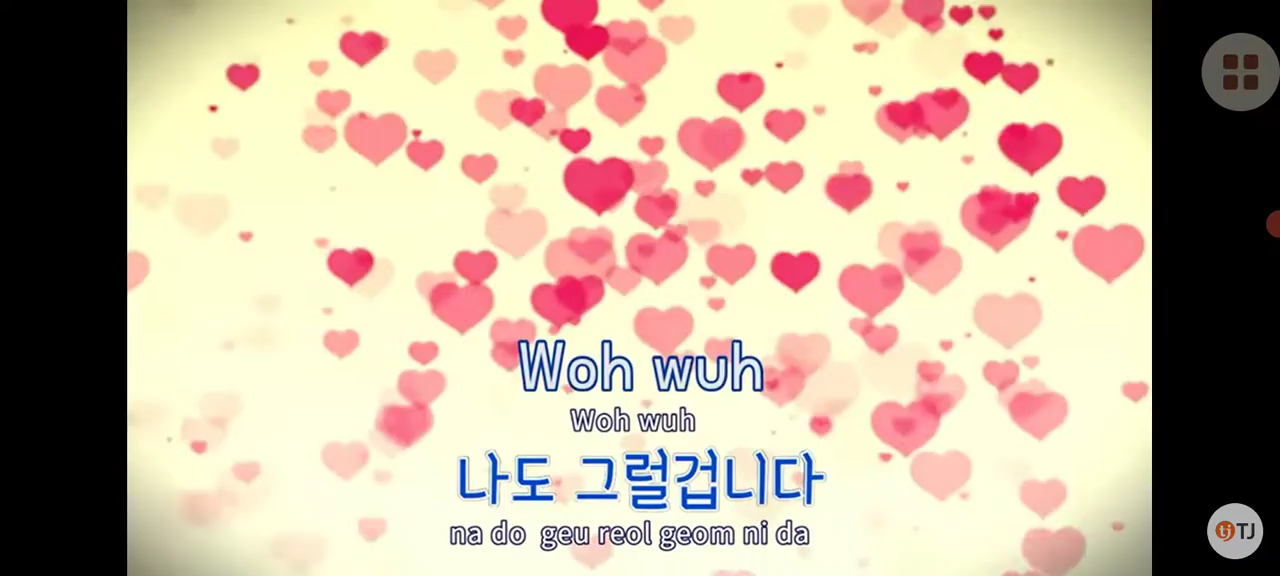 Woh wuh
Woh wuh
나도 그럴겁니다
na do geu reol geom ni da
TJ